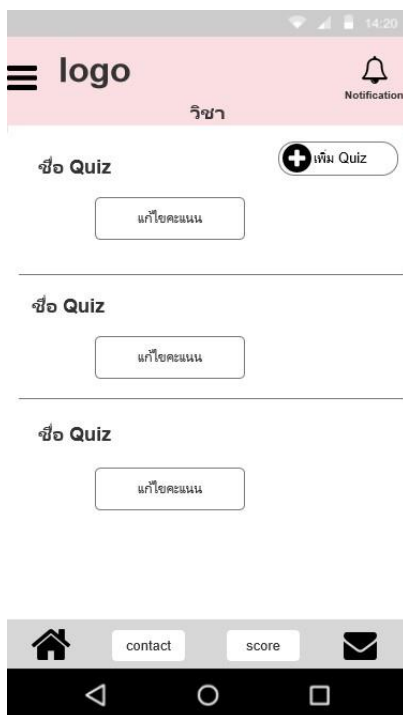 14:20
logo
Notification
วิชา
เพิ่ม Quiz
ชื่อ Quiz
แก้ไขคะแนน
ชื่อ Quiz
แก้ไขคะแนน
ชื่อ Quiz
แก้ไขคะแนน
contact
score